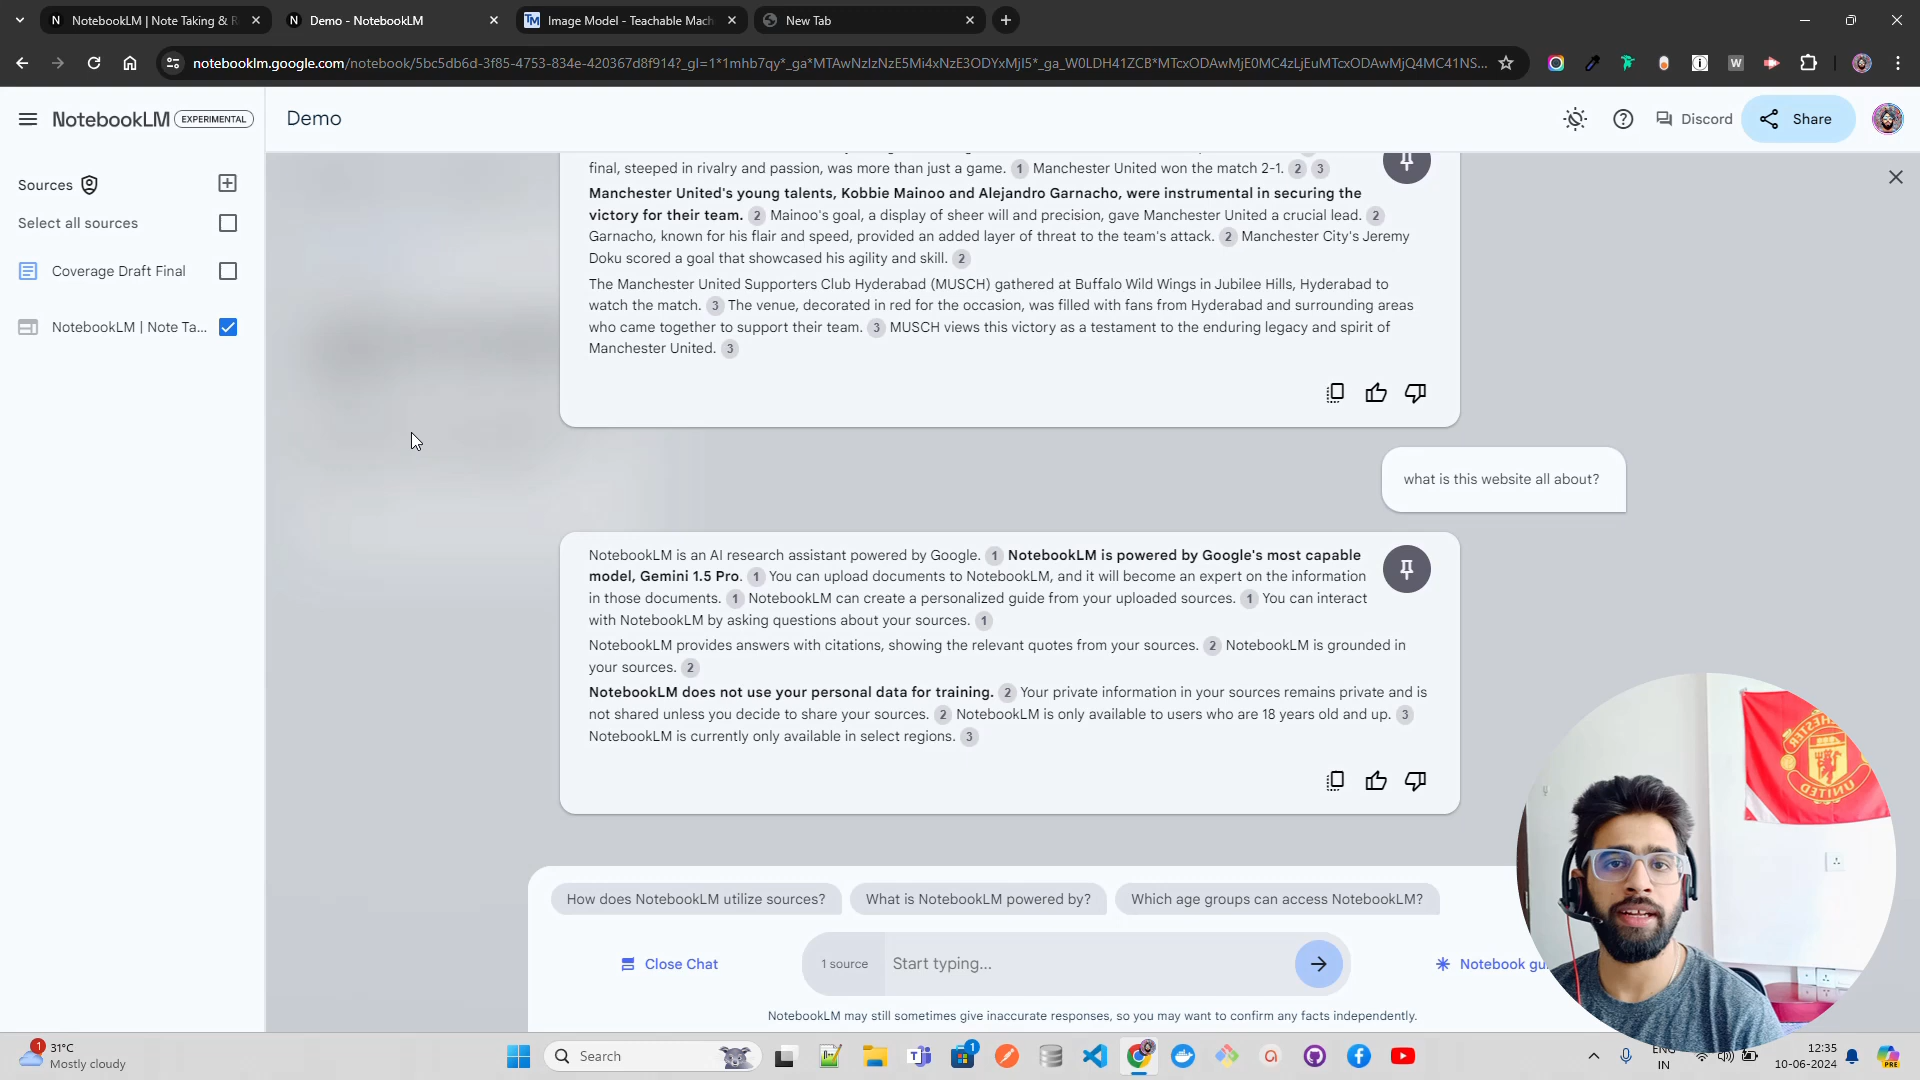 NotebookLM | Note Taking & R
Demo - NotebookLM
Image Model - Teachable Mach
New Tab
notebooklm.google.com/notebook/5bc5db6d-3f85-4753-834e-420367d8f914?_gl=1*1mhb7qy*_ga*MTAwNzIzNzE5Mi4xNzE3ODYxMjI5*_ga_W0LDH41ZCB*MTcxODAwMjE0MC4zLjEuMTcxODAwMjQ4MC41NS...
NotebookLM EXPERIMENTAL
Demo
Discord
Share
Sources
Select all sources
Coverage Draft Final
NotebookLM | Note Ta...
final, steeped in rivalry and passion, was more than just a game. 1 Manchester United won the match 2-1. 2 3
Manchester United's young talents, Kobbie Mainoo and Alejandro Garnacho, were instrumental in securing the
victory for their team. 2 Mainoo's goal, a display of sheer will and precision, gave Manchester United a crucial lead. 2
Garnacho, known for his flair and speed, provided an added layer of threat to the team's attack. 2 Manchester City's Jeremy
Doku scored a goal that showcased his agility and skill. 2
The Manchester United Supporters Club Hyderabad (MUSCH) gathered at Buffalo Wild Wings in Jubilee Hills, Hyderabad to
watch the match. 3 The venue, decorated in red for the occasion, was filled with fans from Hyderabad and surrounding areas
who came together to support their team. 3 MUSCH views this victory as a testament to the enduring legacy and spirit of
Manchester United. 3
what is this website all about?
NotebookLM is an AI research assistant powered by Google. 1 NotebookLM is powered by Google's most capable
model, Gemini 1.5 Pro. 1 You can upload documents to NotebookLM, and it will become an expert on the information
in those documents. 1 NotebookLM can create a personalized guide from your uploaded sources. 1 You can interact
with NotebookLM by asking questions about your sources. 1
NotebookLM provides answers with citations, showing the relevant quotes from your sources. 2 NotebookLM is grounded in
your sources. 2
NotebookLM does not use your personal data for training. 2 Your private information in your sources remains private and is
not shared unless you decide to share your sources. 2 NotebookLM is only available to users who are 18 years old and up. 3
NotebookLM is currently only available in select regions. 3
How does NotebookLM utilize sources?
What is NotebookLM powered by?
Which age groups can access NotebookLM?
Close Chat
1 source
Start typing...
Notebook gu
NotebookLM may still sometimes give inaccurate responses, so you may want to confirm any facts independently.
MANCHESTER
UNITED
1
31°C
Mostly cloudy
Search
1
ENG
IN
12:35
10-06-2024
PRE